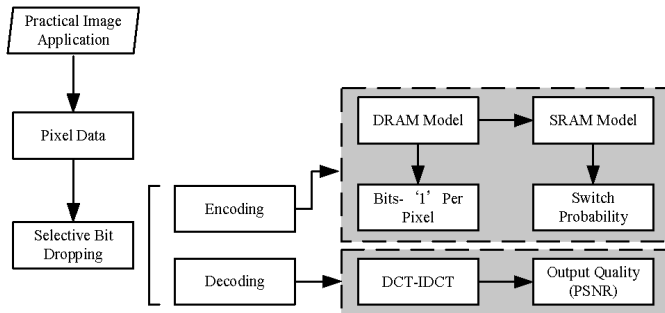 Practical Image
Application
Pixel Data
Selective Bit
Dropping
Encoding
Decoding
DRAM Model
SRAM Model
Bits- ‘1’ Per
Pixel
Switch
Probability
DCT-IDCT
Output Quality
(PSNR)